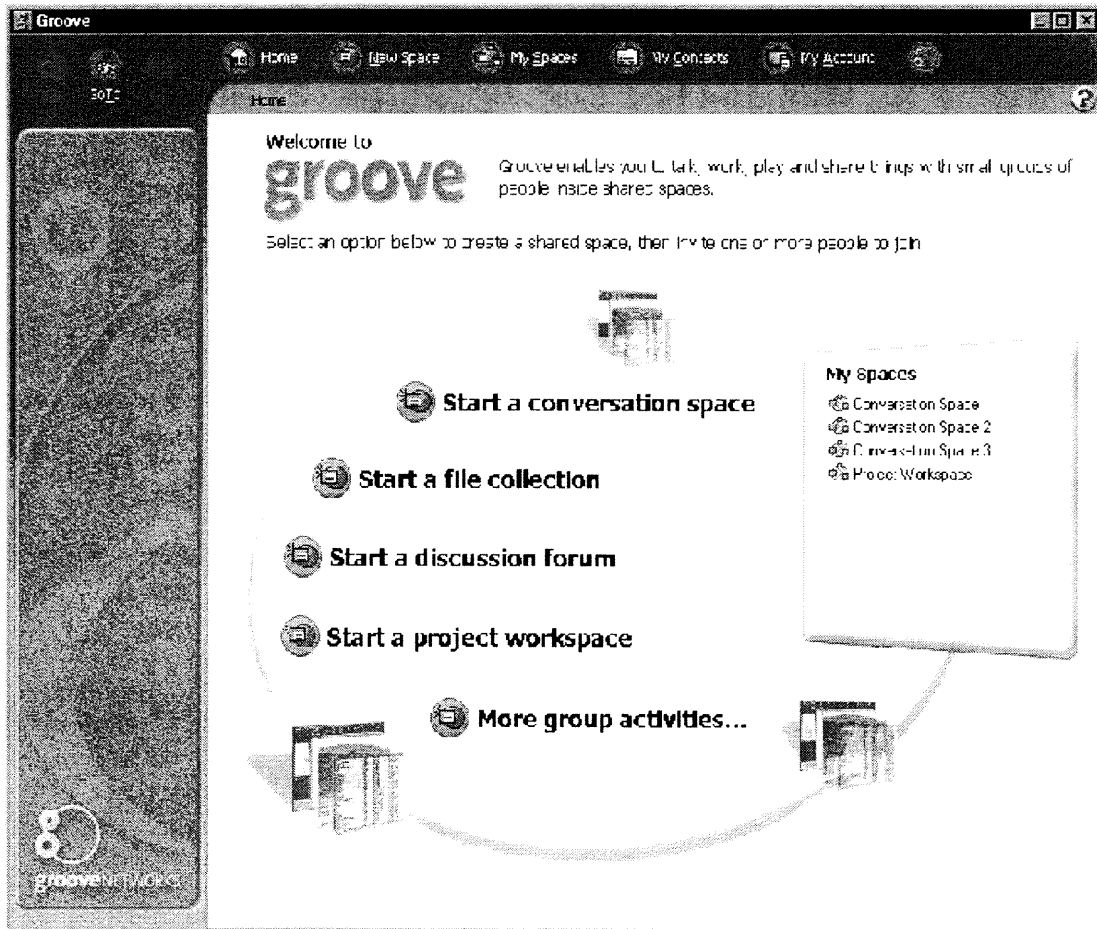 Groove
Home New Space My Spaces My Contacts My Account
GoTo
Home
Welcome to
groove
Groove enables you to talk, work, play and share things with small groups of
people inside shared spaces.
Select an option below to create a shared space, then invite one or more people to join
Start a conversation space
My Spaces
Conversation Space
Conversation Space 2
Conversation Space 3
Project Workspace
Start a file collection
Start a discussion forum
Start a project workspace
More group activities...
groove NETWORKS